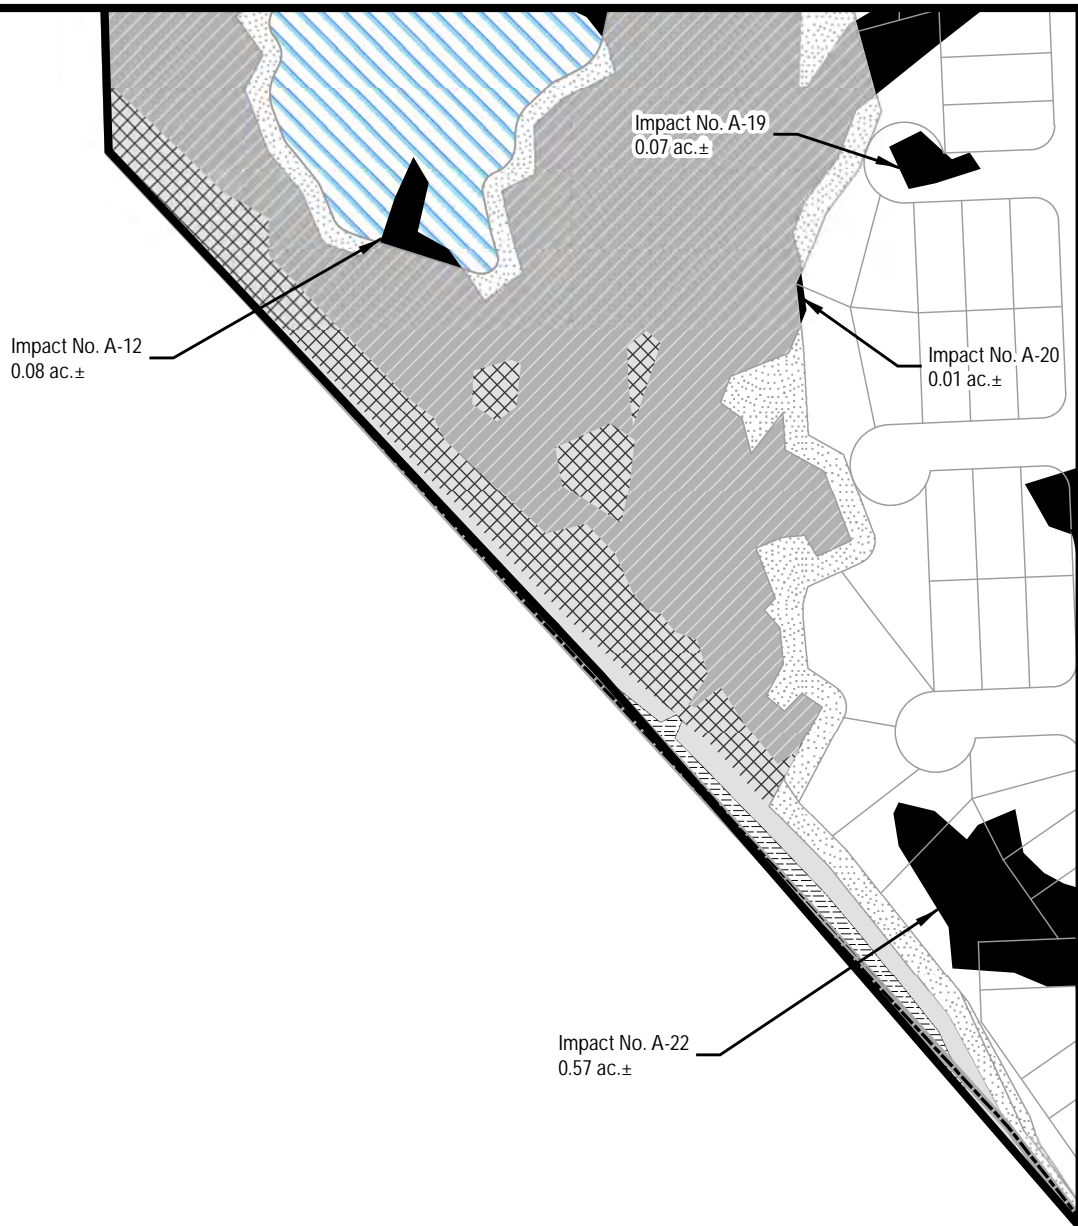 Impact No. A-19
0.07 ac.±
Impact No. A-12
0.08 ac.±
Impact No. A-20
0.01 ac.±
Impact No. A-22
0.57 ac.±